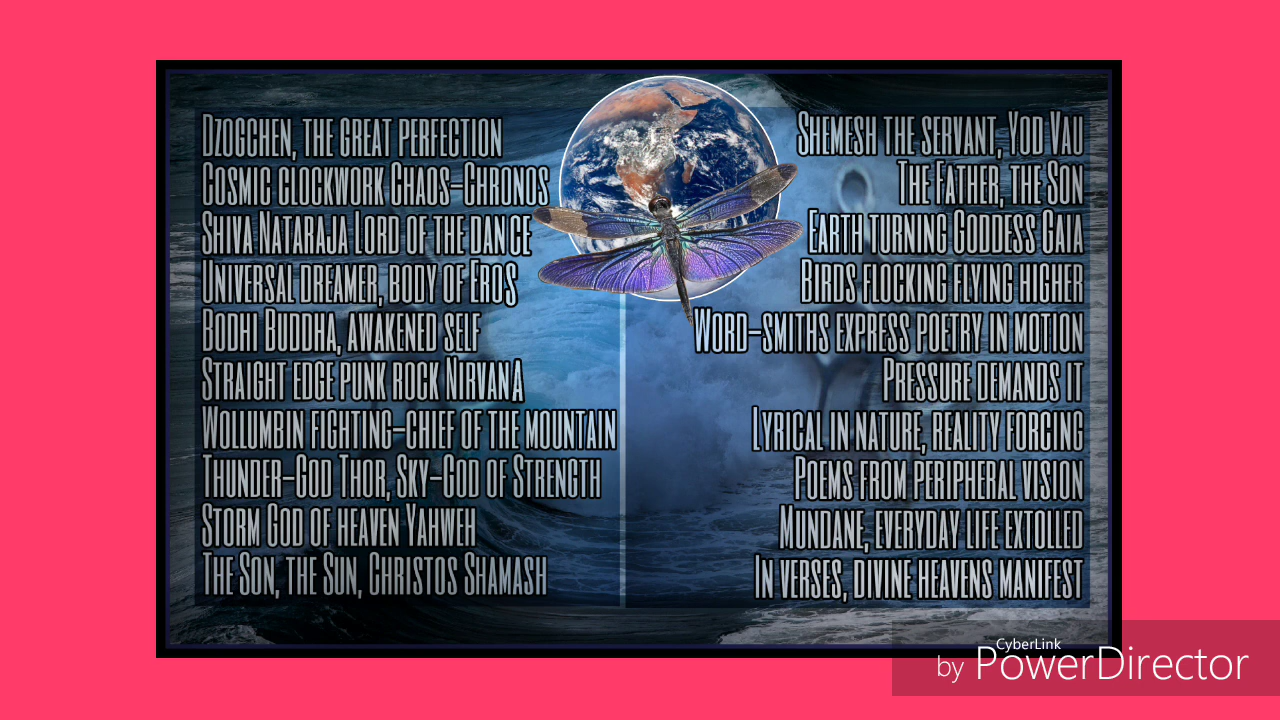 Dzogchen, the great perfection
Cosmic clockwork Chaos-Chronos
Shiva Nataraja Lord of the dance
Universal dreamer, body of Eros
Bodhi Buddha, awakened self
Straight edge punk rock Nirvana
Wollumbin fighting-chief of the mountain
Thunder-God Thor, Sky-God of Strength
Storm God of heaven Yahweh
The Son, the Sun, Christos Shamash
Shemesh the servant, Yod Vau
The Father, the Son
Earth turning Goddess Gaia
Birds flocking flying higher
Word-smiths express poetry in motion
Pressure demands it
Lyrical in nature, reality forcing
Poems from peripheral vision
Mundane, everyday life extolled
In verses, divine heavens manifest
CyberLink
by PowerDirector